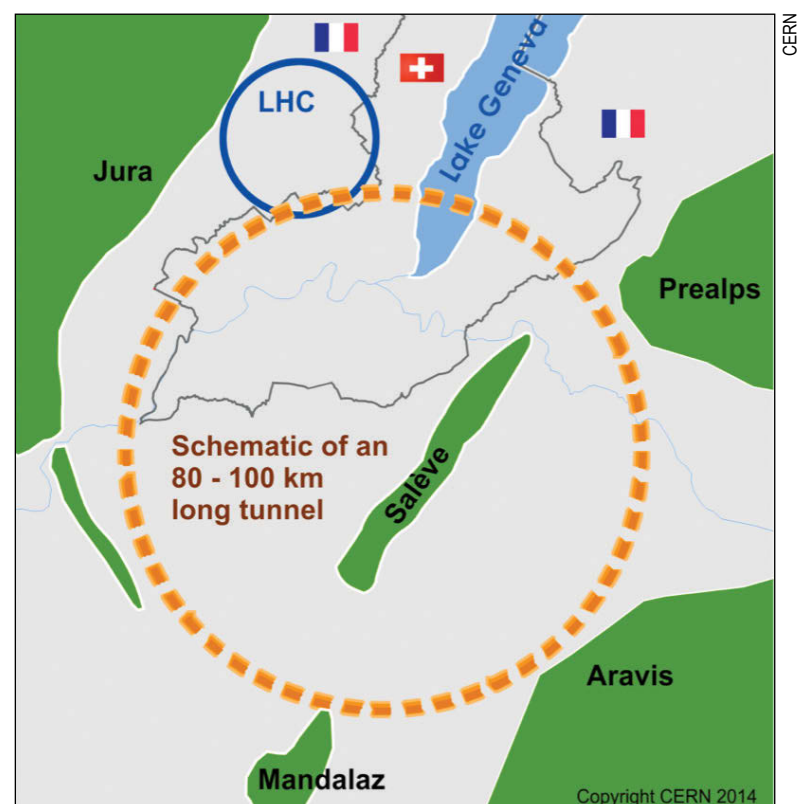 CERN
LHC
Lake Geneva
Jura
Prealps
Schematic of an
80 - 100 km
long tunnel
Salève
Aravis
Mandalaz
Copyright CERN 2014